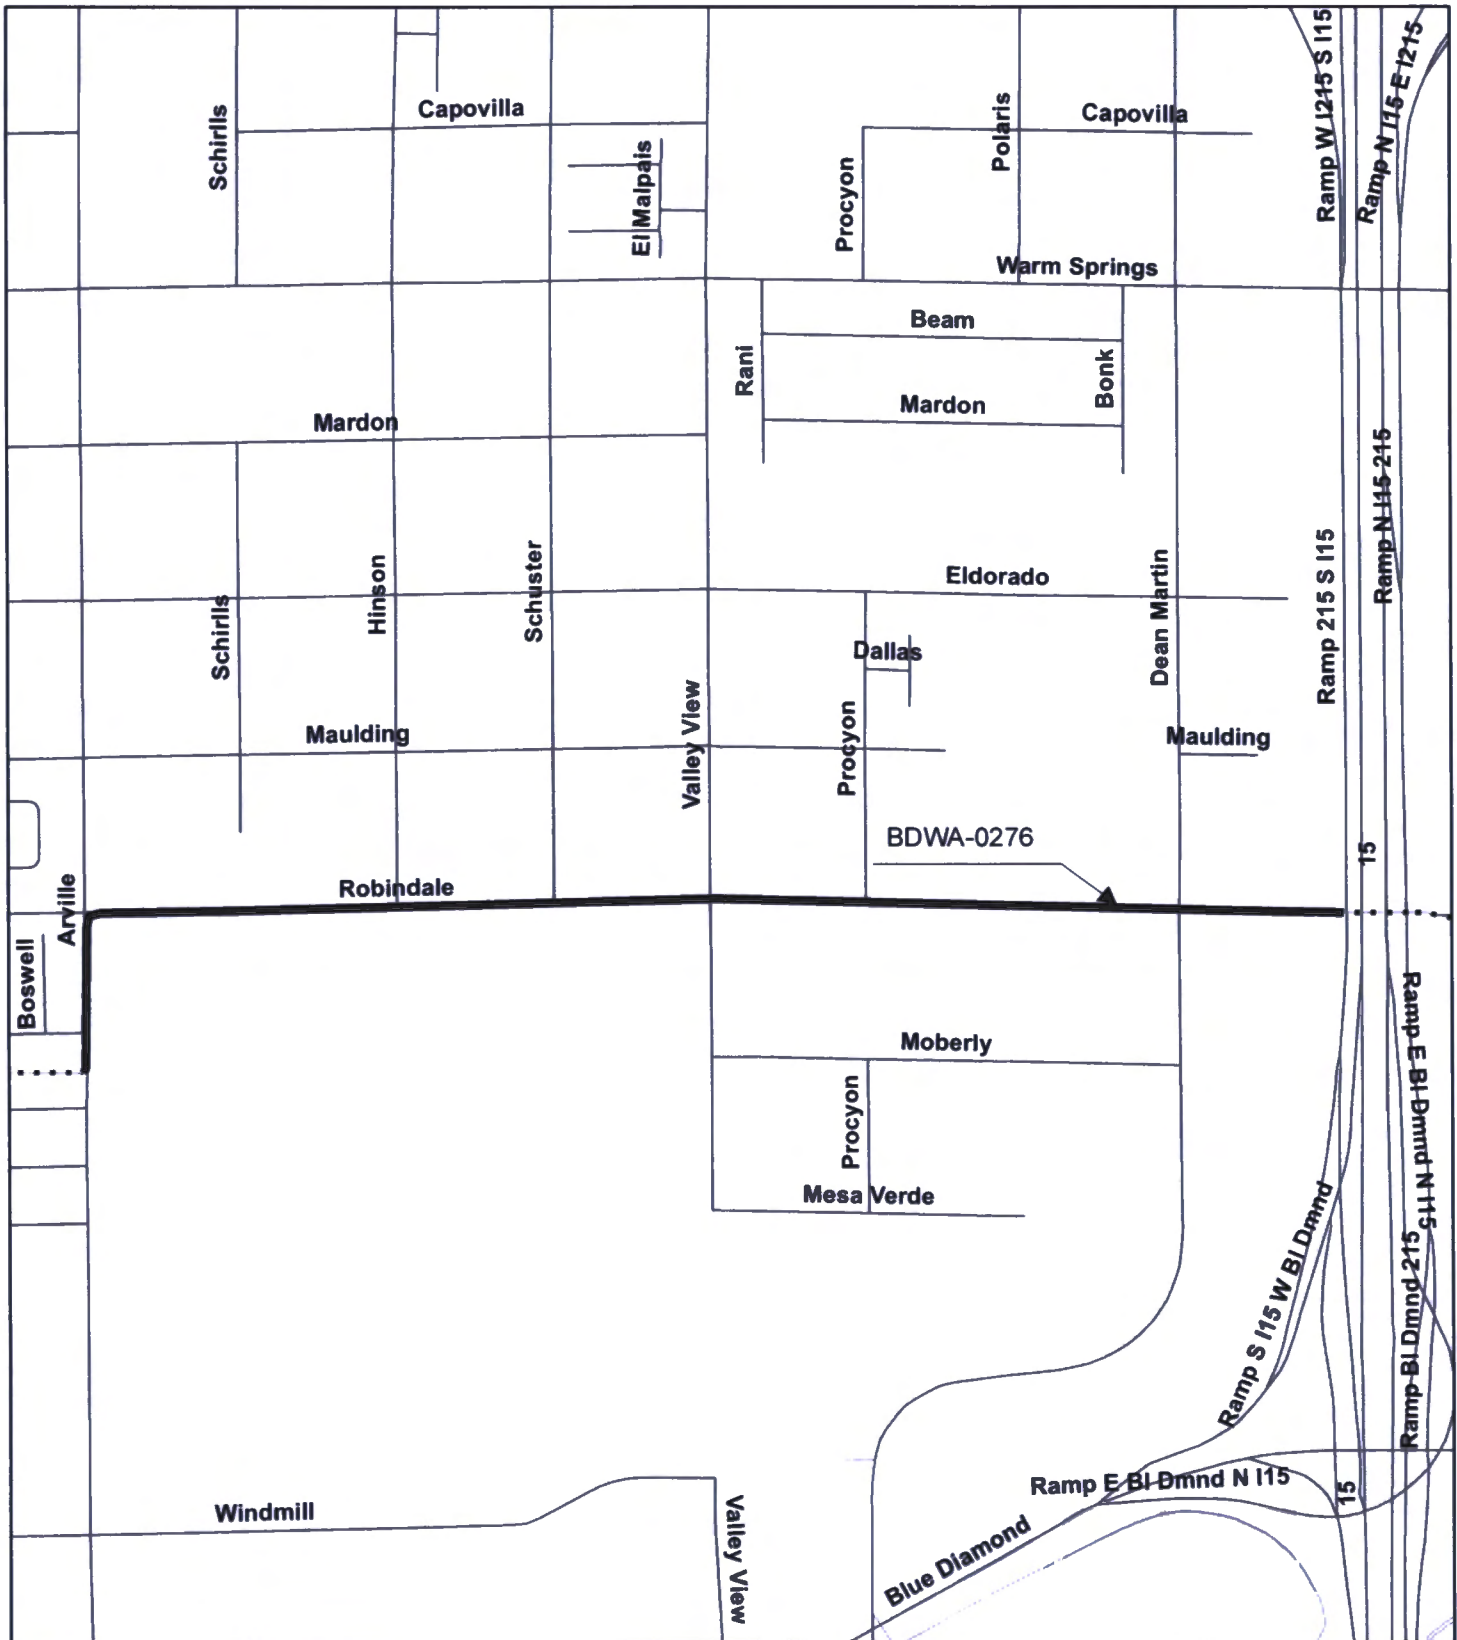 Ramp W I215 S I15
Ramp N I15 E I215
Schirlls
Capovilla
El Malpais
Procyon
Polaris
Capovilla
Warm Springs
Beam
Rani
Bonk
Mardon
Mardon
Ramp N I15 215
Ramp 215 S I15
Schirlls
Hinson
Schuster
Eldorado
Dean Martin
Dallas
Valley View
Procyon
Maulding
Maulding
BDWA-0276
15
Arville
Robindale
Boswell
Ramp E Bl Dmnd N I15
Moberly
Procyon
Mesa Verde
Ramp S I15 W Bl Dmnd
Ramp Bl Dmnd 215
Ramp E Bl Dmnd N I15
15
Windmill
Valley View
Blue Diamond